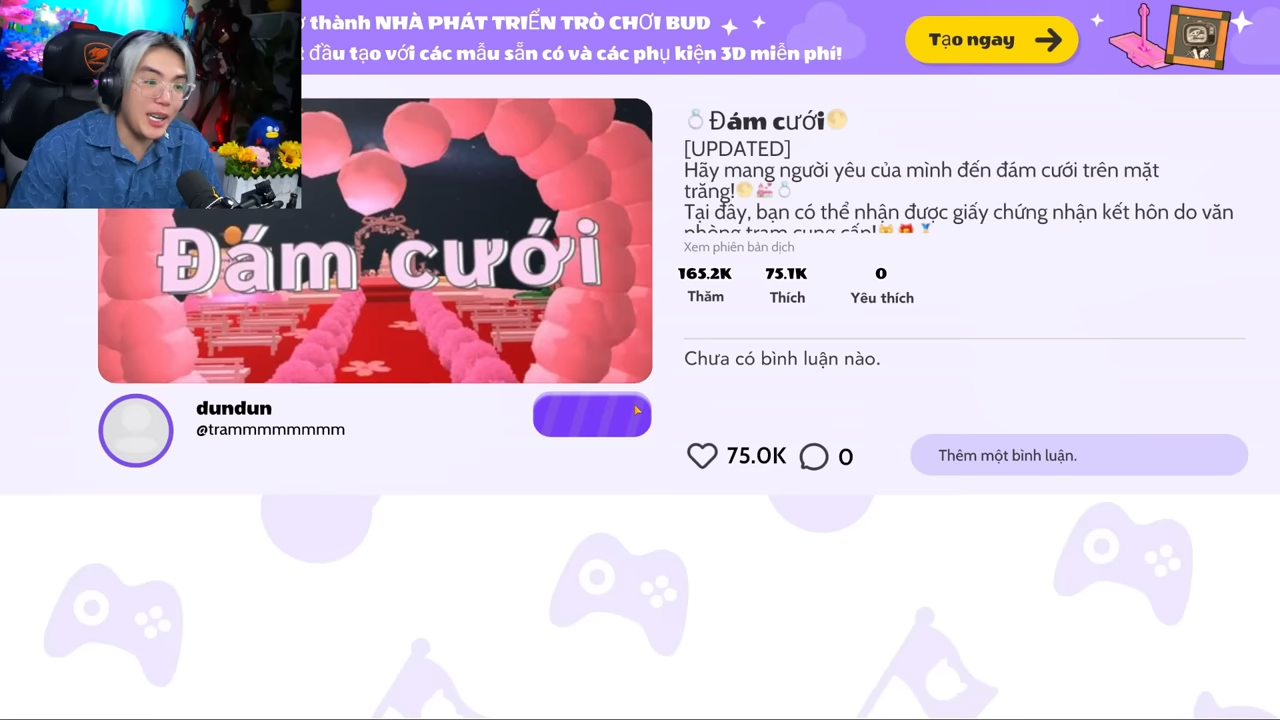 thành NHÀ PHÁT TRIỂN TRÒ CHƠI BUD
đầu tạo với các mẫu sẵn có và các phụ kiện 3D miễn phí!
Tạo ngay
Đám cưới
💍Đám cưới🌕
[UPDATED]
Hãy mang người yêu của mình đến đám cưới trên mặt
trăng!🌕💒💍
Tại đây, bạn có thể nhận được giấy chứng nhận kết hôn do văn
phòng trạm cung cấp!
Xem phiên bản dịch
165.2K
75.1K
0
Thăm
Thích
Yêu thích
Chưa có bình luận nào.
dundun
@trammmmmmmm
75.0K
0
Thêm một bình luận.